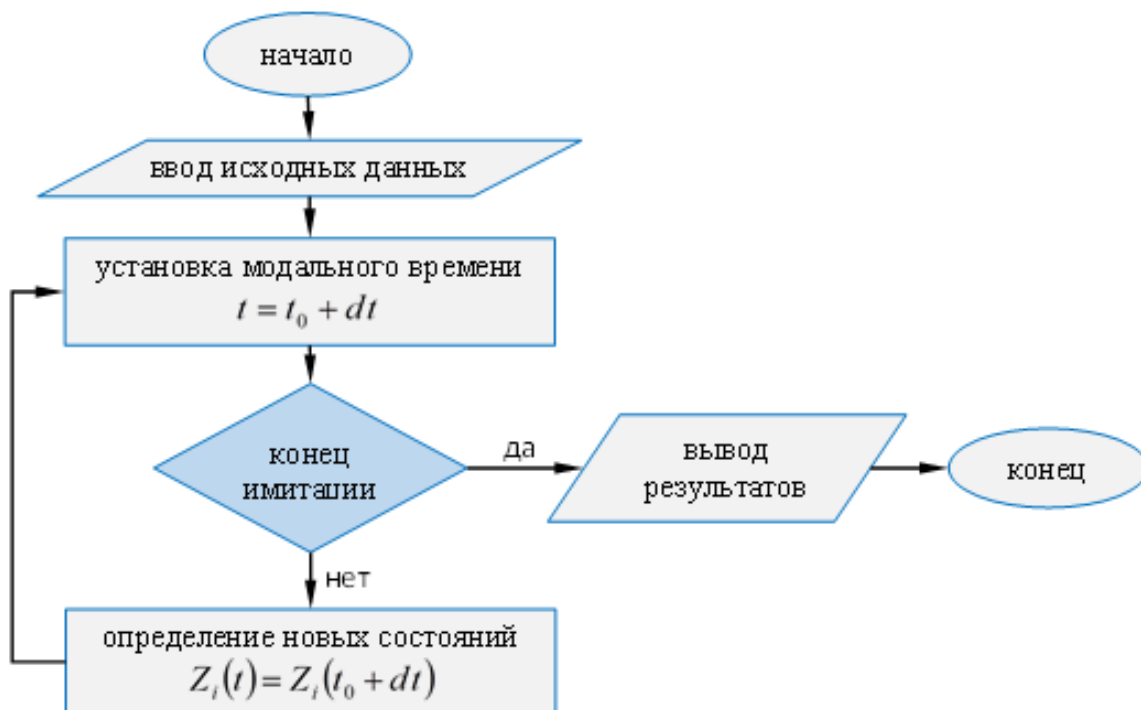 начало
ввод исходных данных
установка модального времени
t = t₀ + dt
конец
имитации
да
вывод
результатов
конец
нет
определение новых состояний
Zᵢ(t) = Zᵢ(t₀ + dt)